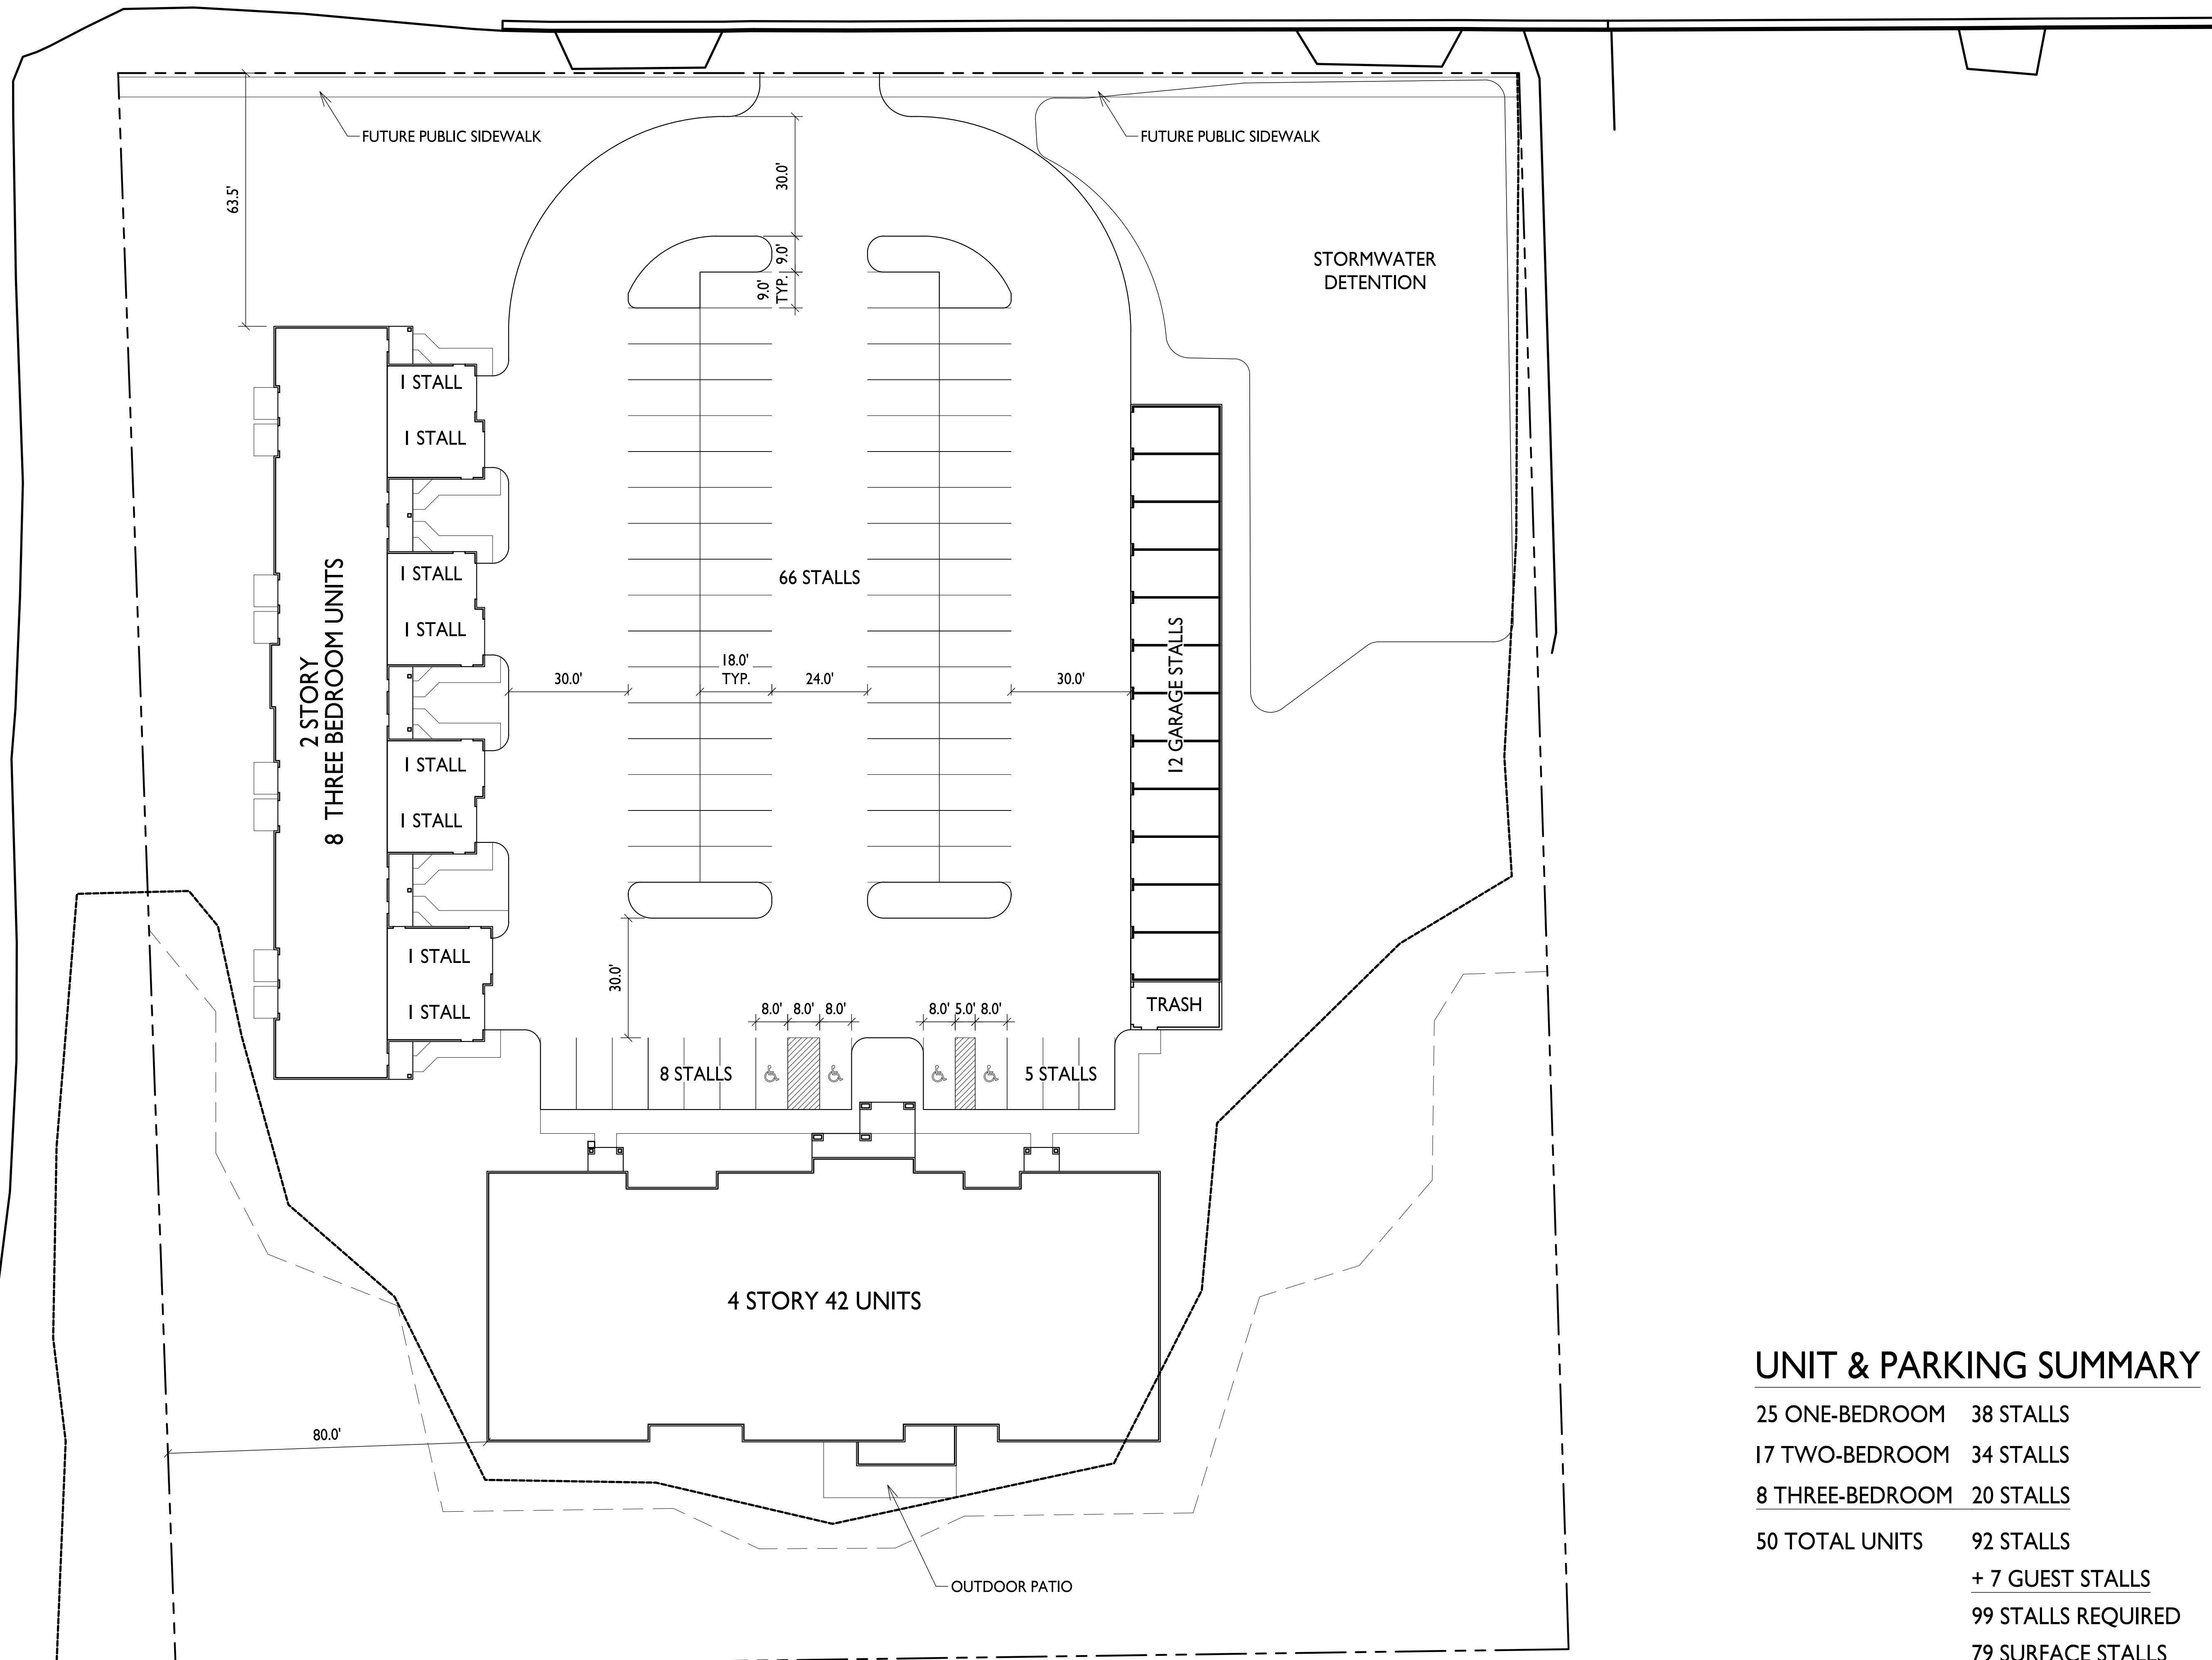 FUTURE PUBLIC SIDEWALK
FUTURE PUBLIC SIDEWALK
63.5'
30.0'
9.0'
9.0'
TYP.
STORMWATER
DETENTION
1 STALL
1 STALL
1 STALL
1 STALL
1 STALL
1 STALL
1 STALL
1 STALL
2 STORY
8 THREE BEDROOM UNITS
66 STALLS
30.0'
18.0'
TYP.
24.0'
30.0'
12 GARAGE STALLS
TRASH
30.0'
8.0' 8.0' 8.0'
8.0' 5.0' 8.0'
8 STALLS
5 STALLS
4 STORY 42 UNITS
80.0'
OUTDOOR PATIO
UNIT & PARKING SUMMARY
25 ONE-BEDROOM 38 STALLS
17 TWO-BEDROOM 34 STALLS
8 THREE-BEDROOM 20 STALLS
50 TOTAL UNITS 92 STALLS
+ 7 GUEST STALLS
99 STALLS REQUIRED
79 SURFACE STALLS